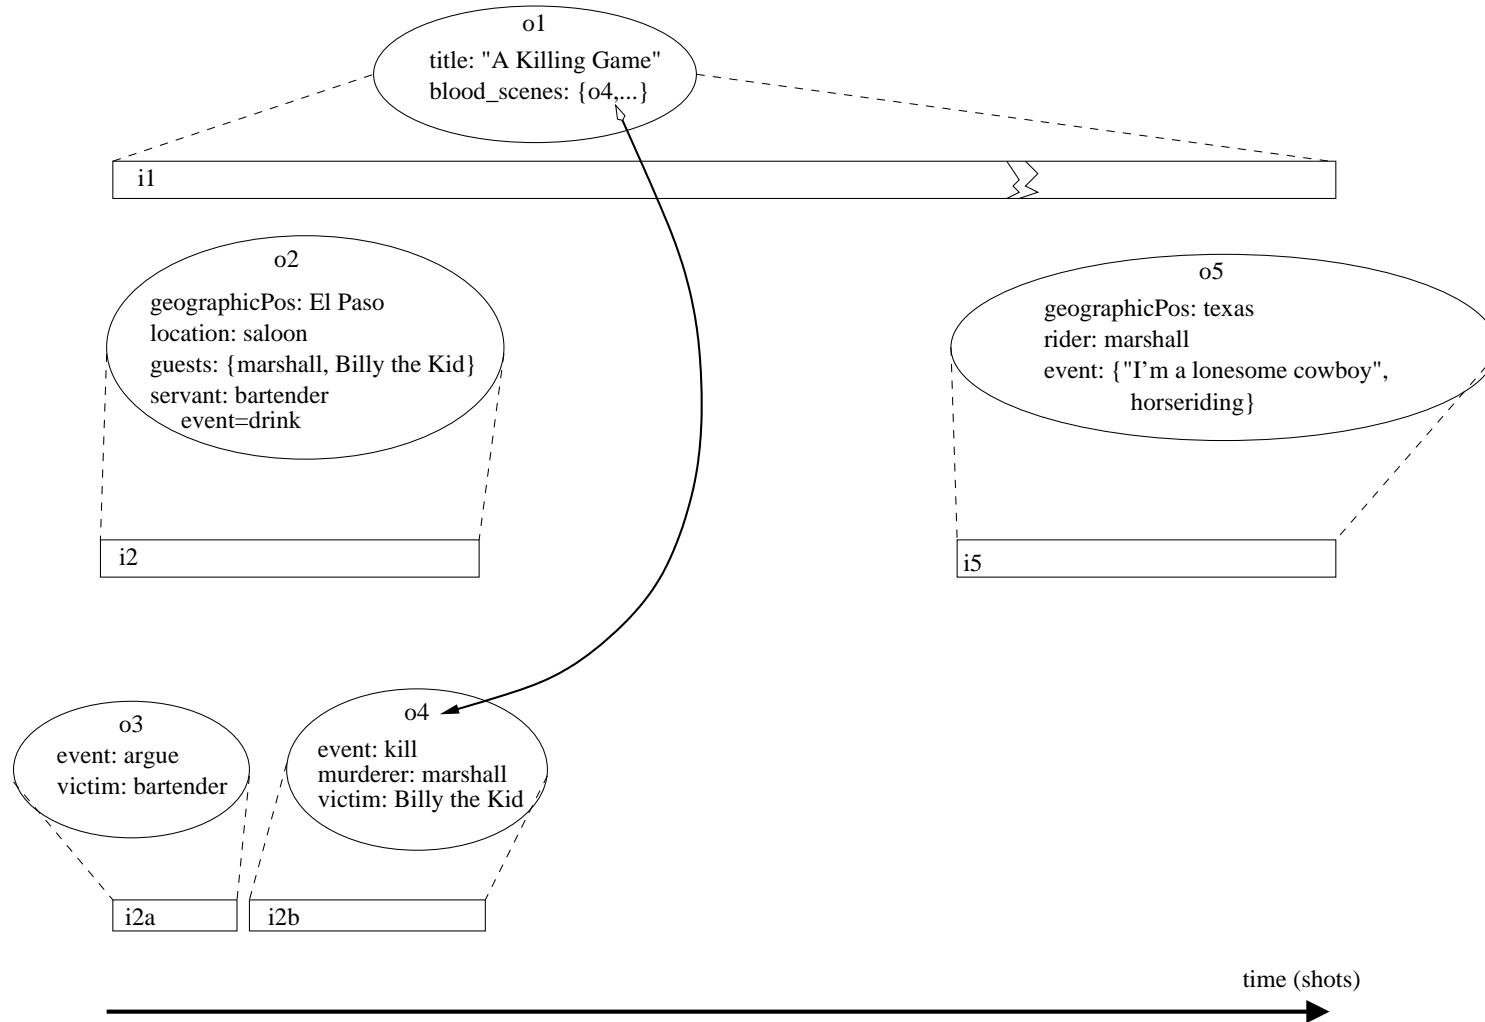 o1
title: "A Killing Game"
blood_scenes: {o4,...}
i1
o2
geographicPos: El Paso
location: saloon
guests: {marshall, Billy the Kid}
servant: bartender
event=drink
o5
geographicPos: texas
rider: marshall
event: {"I'm a lonesome cowboy",
horseriding}
i2
i5
o3
event: argue
victim: bartender
o4
event: kill
murderer: marshall
victim: Billy the Kid
i2a
i2b
time (shots)